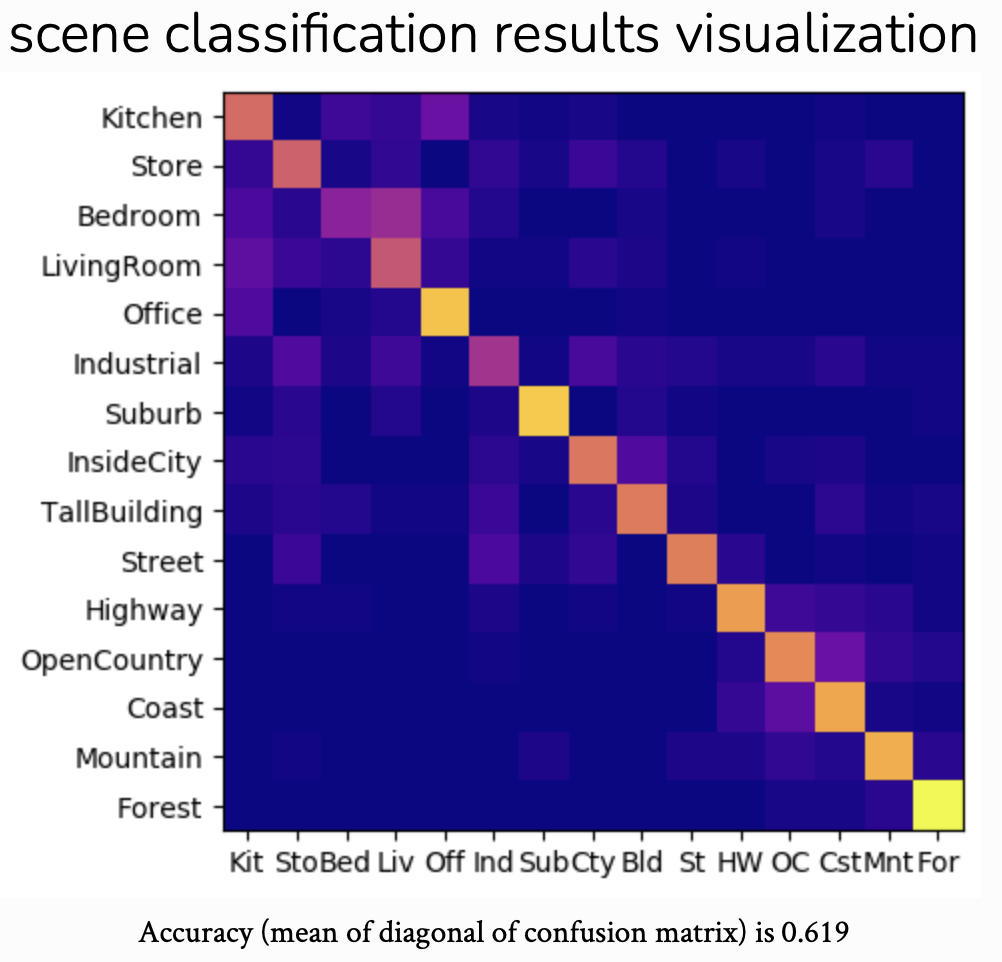 scene classification results visualization
Kitchen
Store
Bedroom
LivingRoom
Office
Industrial
Suburb
InsideCity
TallBuilding
Street
Highway
OpenCountry
Coast
Mountain
Forest
Kit Sto Bed Liv Off Ind Sub Cty Bld St HW OC Cst Mnt For
Accuracy (mean of diagonal of confusion matrix) is 0.619